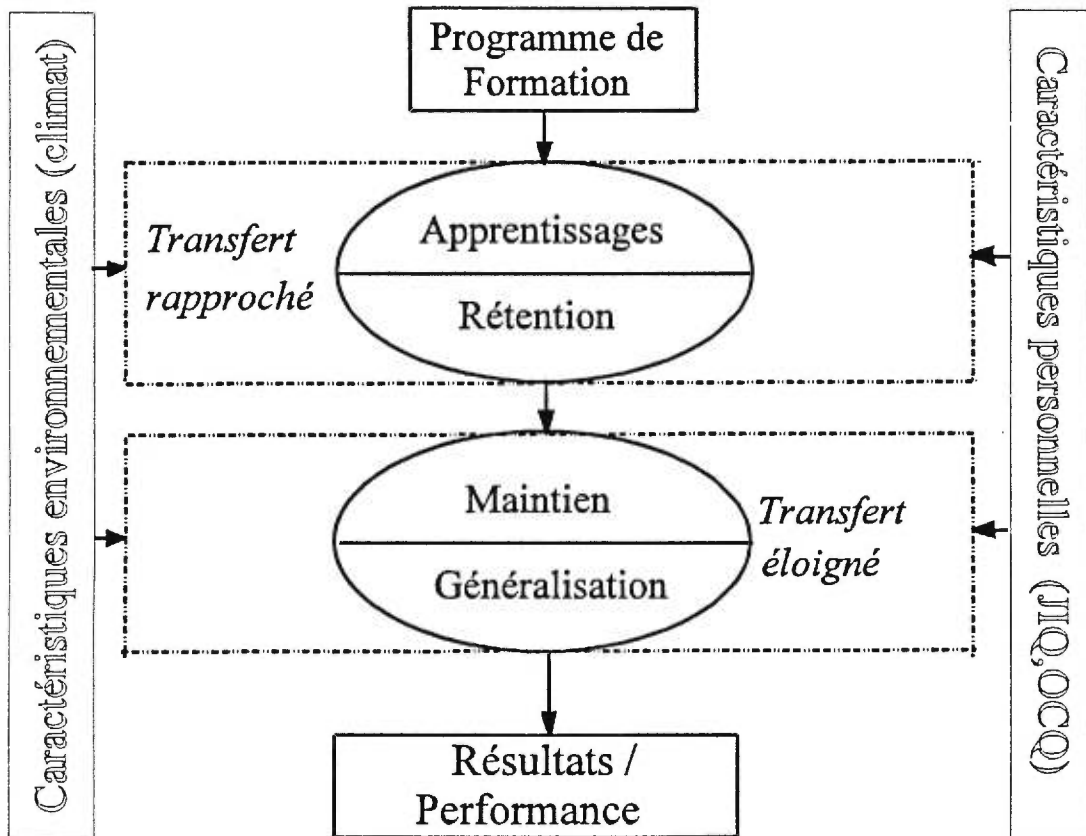 Programme de
Formation
Caractéristiques environnementales (climat)
Transfert
rapproché
Apprentissages
Rétention
Maintien
Généralisation
Transfert
éloigné
Résultats /
Performance
Caractéristiques personnelles (JIQ,OCQ)